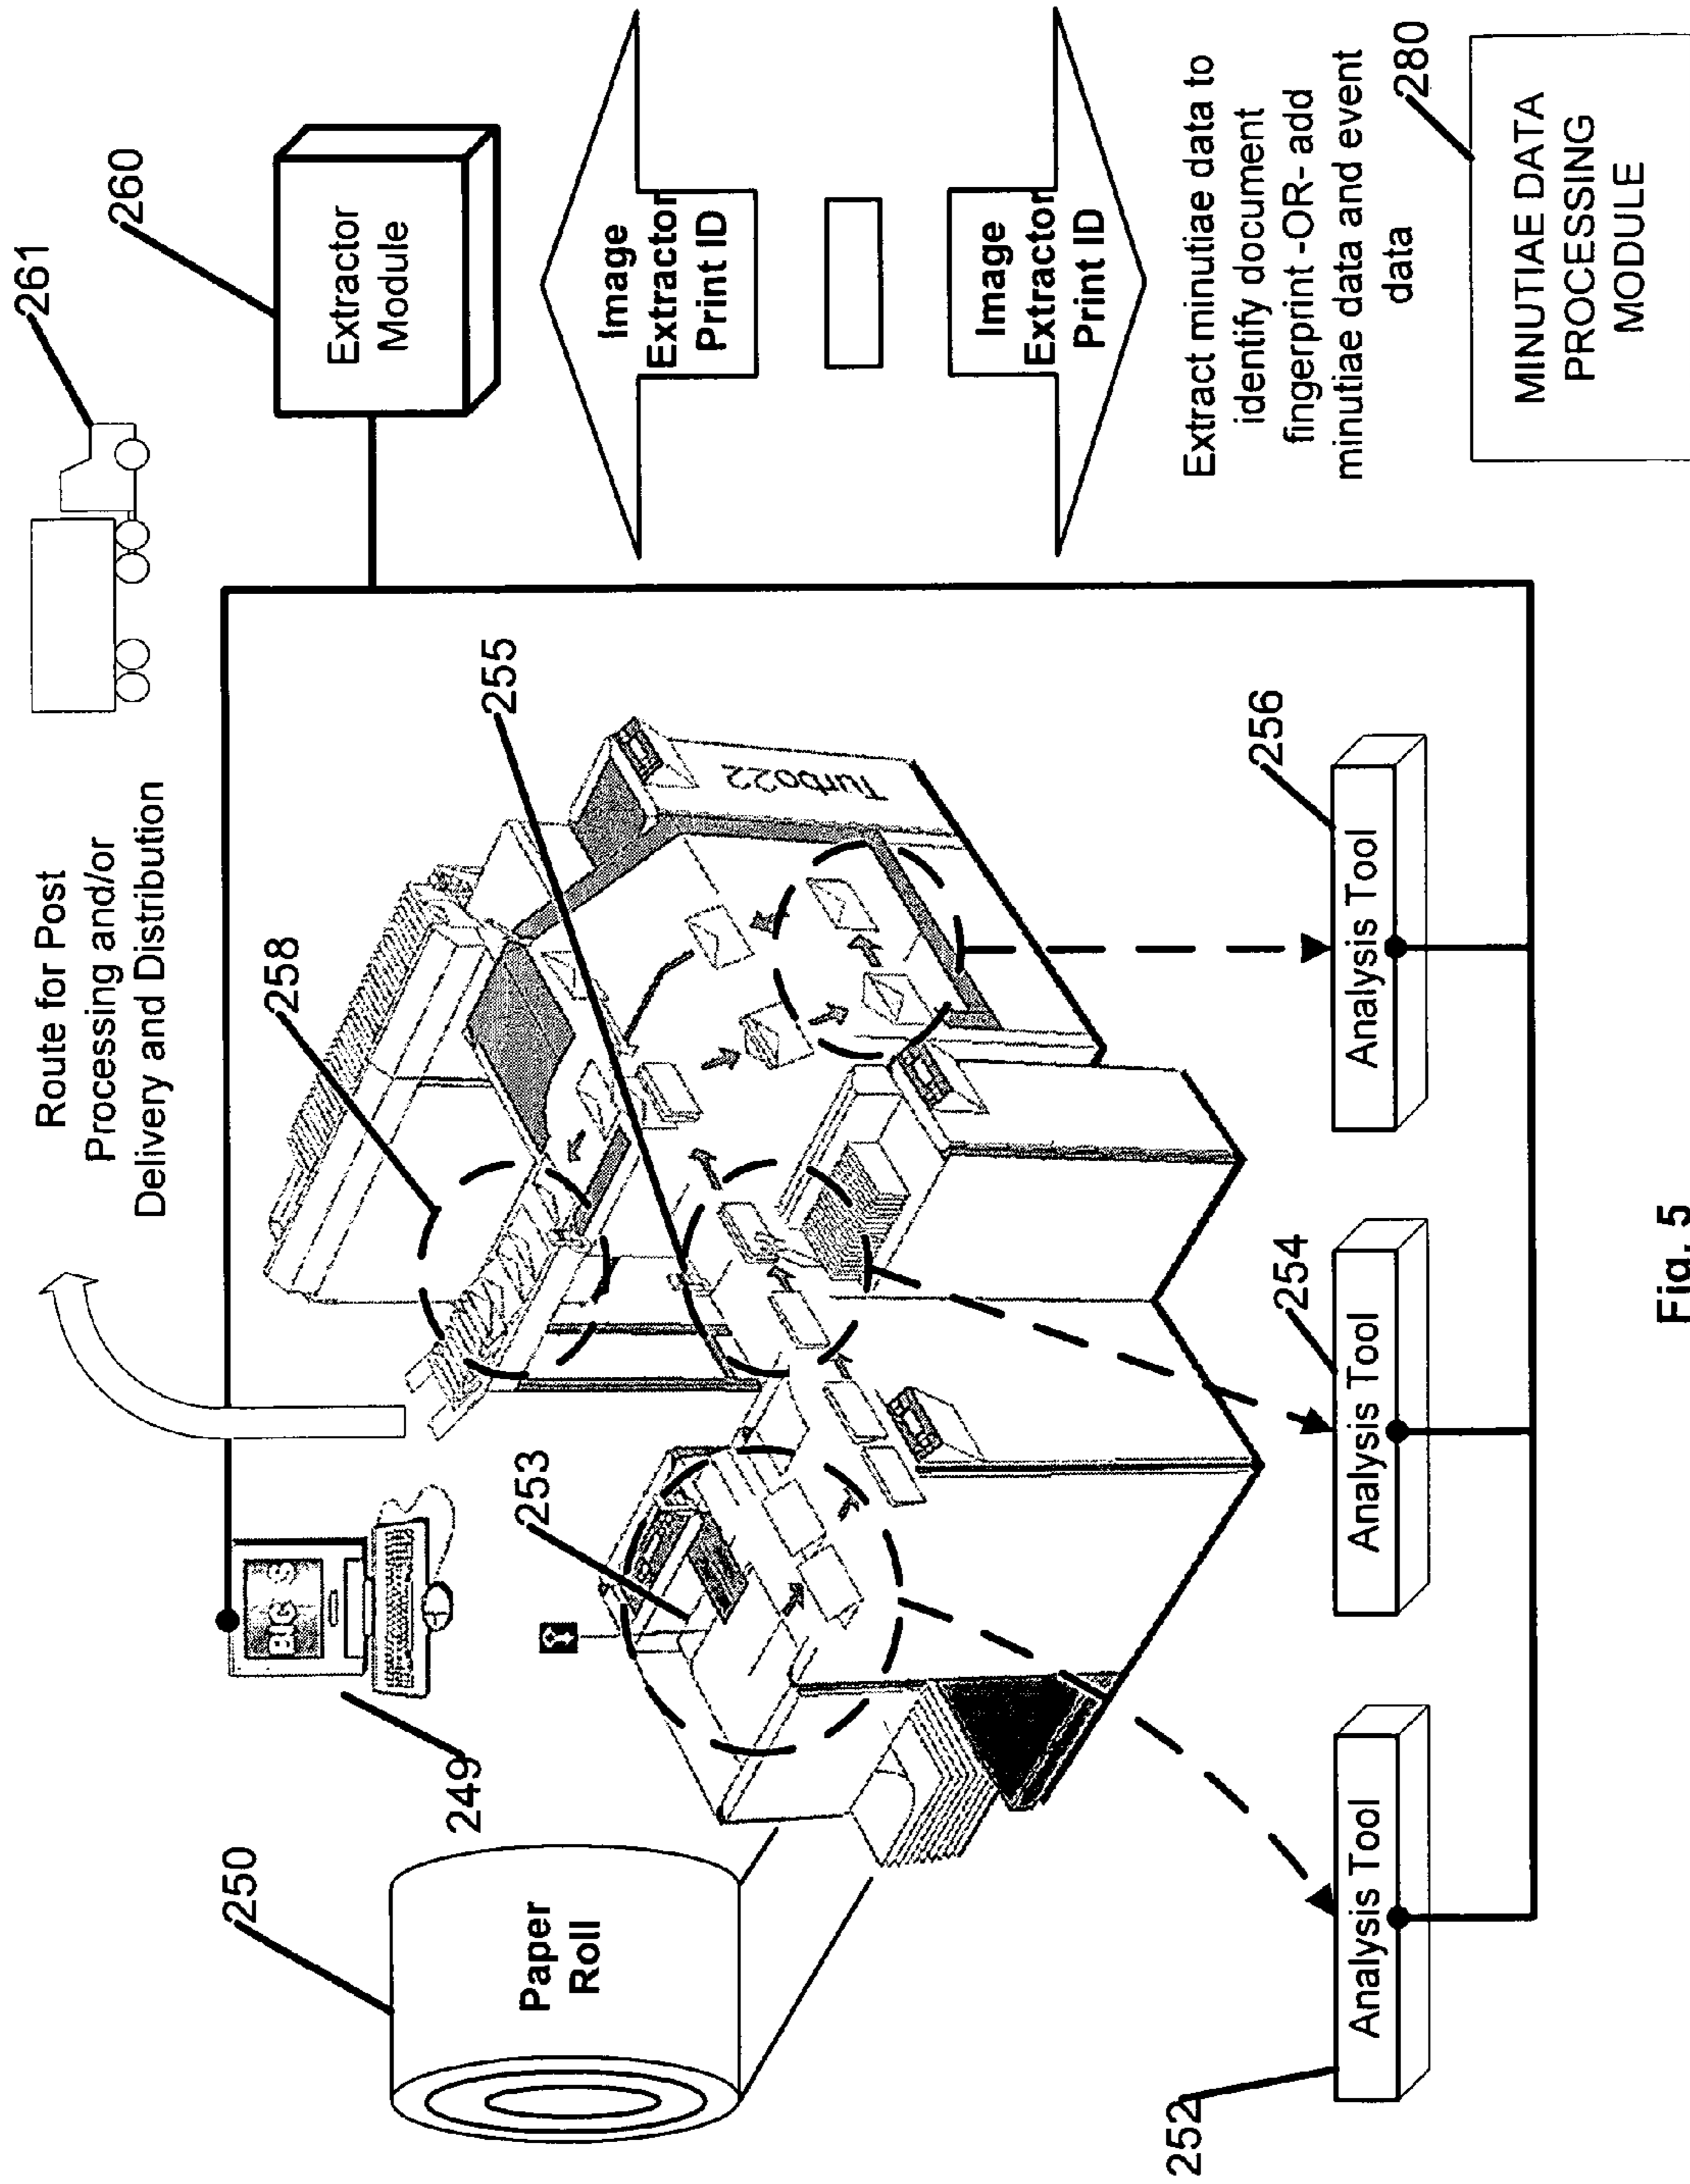 261
260
Extractor
Module
Route for Post
Processing and/or
Delivery and Distribution
258
255
249
BIG S
253
250
Paper
Roll
Turbo22
Image
Extractor
Print ID
Image
Extractor
Print ID
Extract minutiae data to
identify document
fingerprint -OR- add
minutiae data and event
data
280
MINUTIAE DATA
PROCESSING
MODULE
252
Analysis Tool
254
Analysis Tool
256
Analysis Tool
Fig. 5